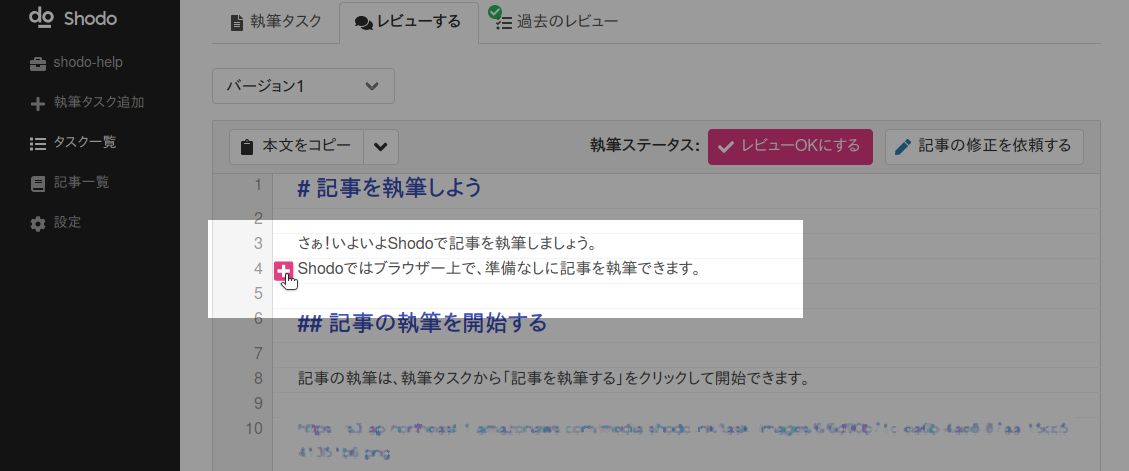 do Shodo
shodo-help
執筆タスク追加
タスク一覧
記事一覧
設定
執筆タスク
レビューする
過去のレビュー
バージョン1
本文をコピー
執筆ステータス:
レビューOKにする
記事の修正を依頼する
1 # 記事を執筆しよう
2
3 さぁ!いよいよShodoで記事を執筆しましょう。
4 Shodoではブラウザー上で、準備なしに記事を執筆できます。
5
6 ## 記事の執筆を開始する
7
8 記事の執筆は、執筆タスクから「記事を執筆する」をクリックして開始できます。
9
10